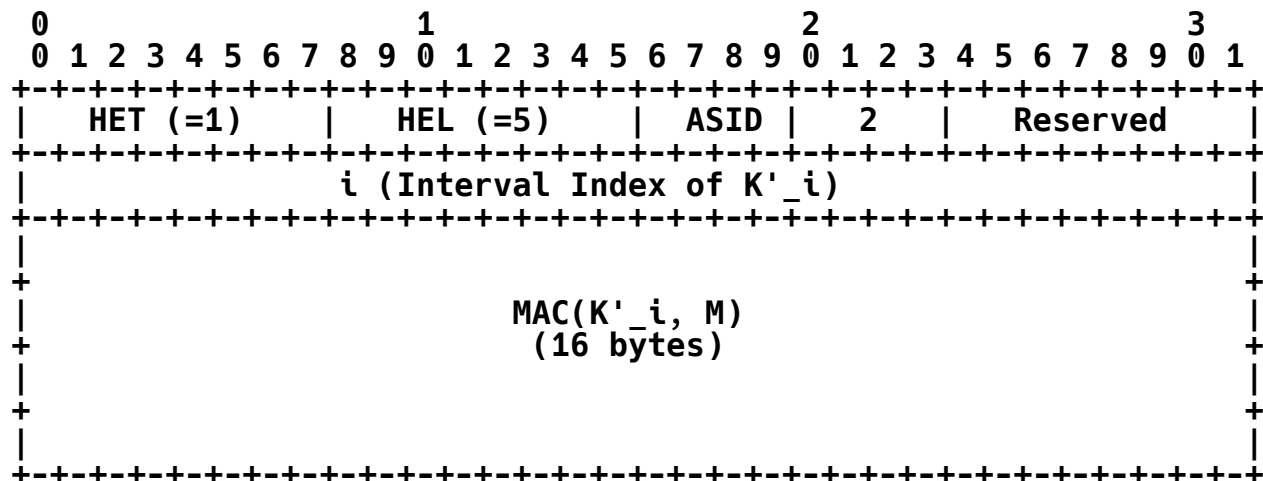 0                   1                   2                   3
 0 1 2 3 4 5 6 7 8 9 0 1 2 3 4 5 6 7 8 9 0 1 2 3 4 5 6 7 8 9 0 1
+-+-+-+-+-+-+-+-+-+-+-+-+-+-+-+-+-+-+-+-+-+-+-+-+-+-+-+-+-+-+-+-+
|   HET (=1)    |   HEL (=5)    |  ASID |   2   |   Reserved    |
+-+-+-+-+-+-+-+-+-+-+-+-+-+-+-+-+-+-+-+-+-+-+-+-+-+-+-+-+-+-+-+-+
|                i (Interval Index of K'_i)                     |
+-+-+-+-+-+-+-+-+-+-+-+-+-+-+-+-+-+-+-+-+-+-+-+-+-+-+-+-+-+-+-+-+
|                                                               |
+                                                               +
|                         MAC(K'_i, M)                          |
+                          (16 bytes)                           +
|                                                               |
+                                                               +
|                                                               |
+-+-+-+-+-+-+-+-+-+-+-+-+-+-+-+-+-+-+-+-+-+-+-+-+-+-+-+-+-+-+-+-+